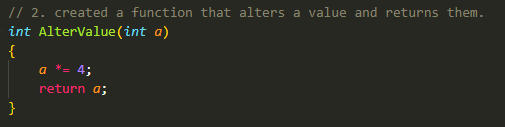 // 2. created a function that alters a value and returns them.
int AlterValue(int a)
{
    a *= 4;
    return a;
}